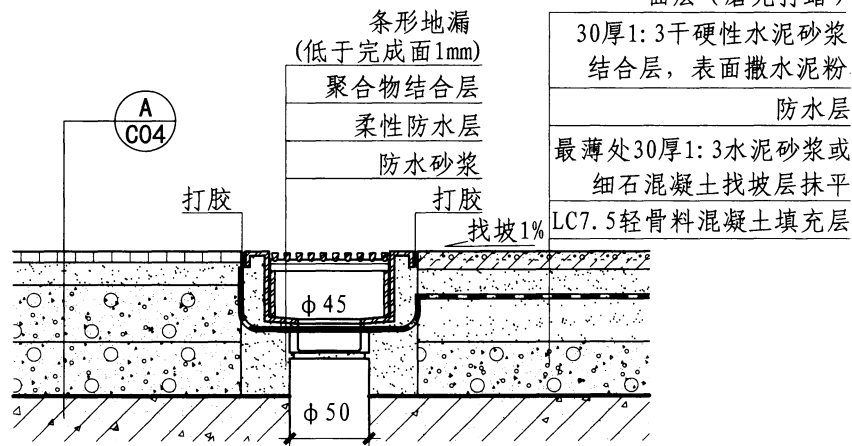 条形地漏
(低于完成面1mm)
聚合物结合层
柔性防水层
防水砂浆
A
C04
打胶
打胶
找坡1%
30厚1:3干硬性水泥砂浆
结合层，表面撒水泥粉
防水层
最薄处30厚1:3水泥砂浆或
细石混凝土找坡层抹平
LC7.5轻骨料混凝土填充层
φ45
φ50